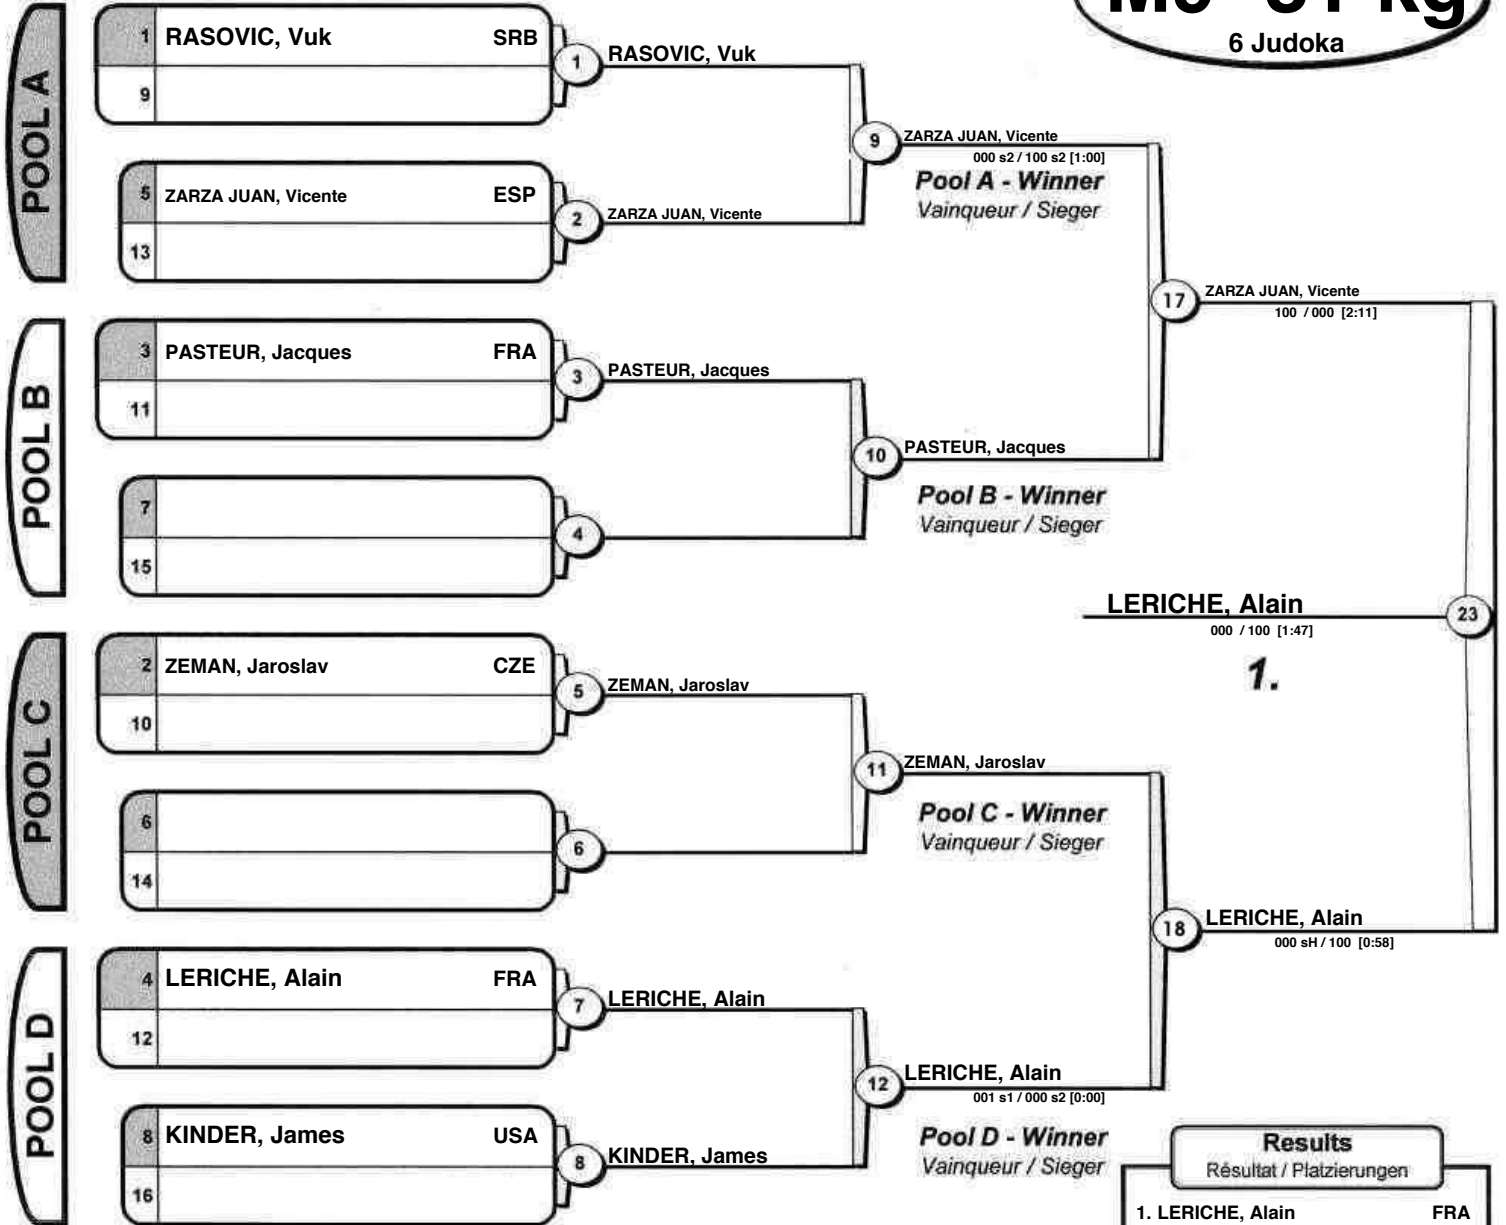 6 Judoka
POOL A
1 RASOVIC, Vuk SRB
9
1 RASOVIC, Vuk
5 ZARZA JUAN, Vicente ESP
13
2 ZARZA JUAN, Vicente
9 ZARZA JUAN, Vicente
000 s2 / 100 s2 [1:00]
Pool A - Winner
Vainqueur / Sieger
17 ZARZA JUAN, Vicente
100 / 000 [2:11]
POOL B
3 PASTEUR, Jacques FRA
11
3 PASTEUR, Jacques
7
15
4
10 PASTEUR, Jacques
Pool B - Winner
Vainqueur / Sieger
LERICHE, Alain 23
000 / 100 [1:47]
1.
POOL C
2 ZEMAN, Jaroslav CZE
10
5 ZEMAN, Jaroslav
6
14
6
11 ZEMAN, Jaroslav
Pool C - Winner
Vainqueur / Sieger
18 LERICHE, Alain
000 sH / 100 [0:58]
POOL D
4 LERICHE, Alain FRA
12
7 LERICHE, Alain
8 KINDER, James USA
16
8 KINDER, James
12 LERICHE, Alain
001 s1 / 000 s2 [0:00]
Pool D - Winner
Vainqueur / Sieger
Results
Résultat / Platzierungen
1. LERICHE, Alain FRA